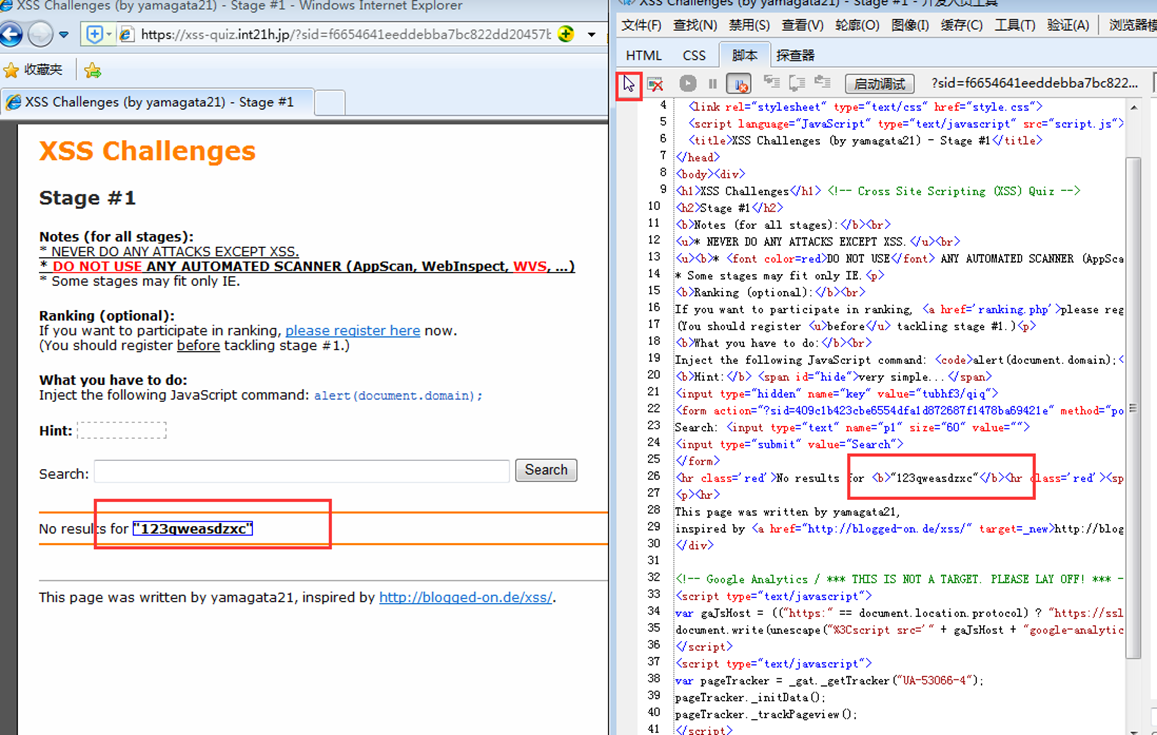 XSS Challenges (by yamagata21) - Stage #1 - Windows Internet Explorer
https://xss-quiz.int21h.jp/?sid=f6654641eeddebba7bc822dd20457b
收藏夹
XSS Challenges (by yamagata21) - Stage #1
XSS Challenges
Stage #1
Notes (for all stages):
* NEVER DO ANY ATTACKS EXCEPT XSS.
* DO NOT USE ANY AUTOMATED SCANNER (AppScan, WebInspect, WVS, ...)
* Some stages may fit only IE.
Ranking (optional):
If you want to participate in ranking, please register here now.
(You should register before tackling stage #1.)
What you have to do:
Inject the following JavaScript command: alert(document.domain);
Hint:
Search:
Search
No results for "123qweasdzxc"
This page was written by yamagata21, inspired by http://blogged-on.de/xss/.
XSS Challenges (by yamagata21) - Stage #1 - 开发人员工具
文件(F) 查找(N) 禁用(S) 查看(V) 轮廓(O) 图像(I) 缓存(C) 工具(T) 验证(A) 浏览器模
HTML CSS 脚本 探查器
启动调试 ?sid=f6654641eeddebba7bc822...
4 <link rel="stylesheet" type="text/css" href="style.css">
5 <script language="JavaScript" type="text/javascript" src="script.js">
6 <title>XSS Challenges (by yamagata21) - Stage #1</title>
7 </head>
8 <body><div>
9 <h1>XSS Challenges</h1> <!-- Cross Site Scripting (XSS) Quiz -->
10 <h2>Stage #1</h2>
11 <b>Notes (for all stages):</b><br>
12 <u>* NEVER DO ANY ATTACKS EXCEPT XSS.</u><br>
13 <u><b>* <font color=red>DO NOT USE</font> ANY AUTOMATED SCANNER (AppSca
14 * Some stages may fit only IE.<p>
15 <b>Ranking (optional):</b><br>
16 If you want to participate in ranking, <a href='ranking.php'>please reg
17 (You should register <u>before</u> tackling stage #1.)<p>
18 <b>What you have to do:</b><br>
19 Inject the following JavaScript command: <code>alert(document.domain);<
20 <b>Hint:</b> <span id="hide">very simple...</span>
21 <input type="hidden" name="key" value="tubhf3/qiq">
22 <form action="?sid=409c1b423cbe6554dfa1d872687f1478ba69421e" method="po
23 Search: <input type="text" name="p1" size="60" value="">
24 <input type="submit" value="Search">
25 </form>
26 <hr class='red'>No results for <b>"123qweasdzxc"</b><hr class='red'><sp
27 <p><hr>
28 This page was written by yamagata21,
29 inspired by <a href="http://blogged-on.de/xss/" target=_new>http://blog
30 </div>
31
32 <!-- Google Analytics / *** THIS IS NOT A TARGET. PLEASE LAY OFF! *** -
33 <script type="text/javascript">
34 var gaJsHost = (("https:" == document.location.protocol) ? "https://ssl
35 document.write(unescape("%3Cscript src='" + gaJsHost + "google-analytic
36 </script>
37 <script type="text/javascript">
38 var pageTracker = _gat._getTracker("UA-53066-4");
39 pageTracker._initData();
40 pageTracker._trackPageview();
41 </script>